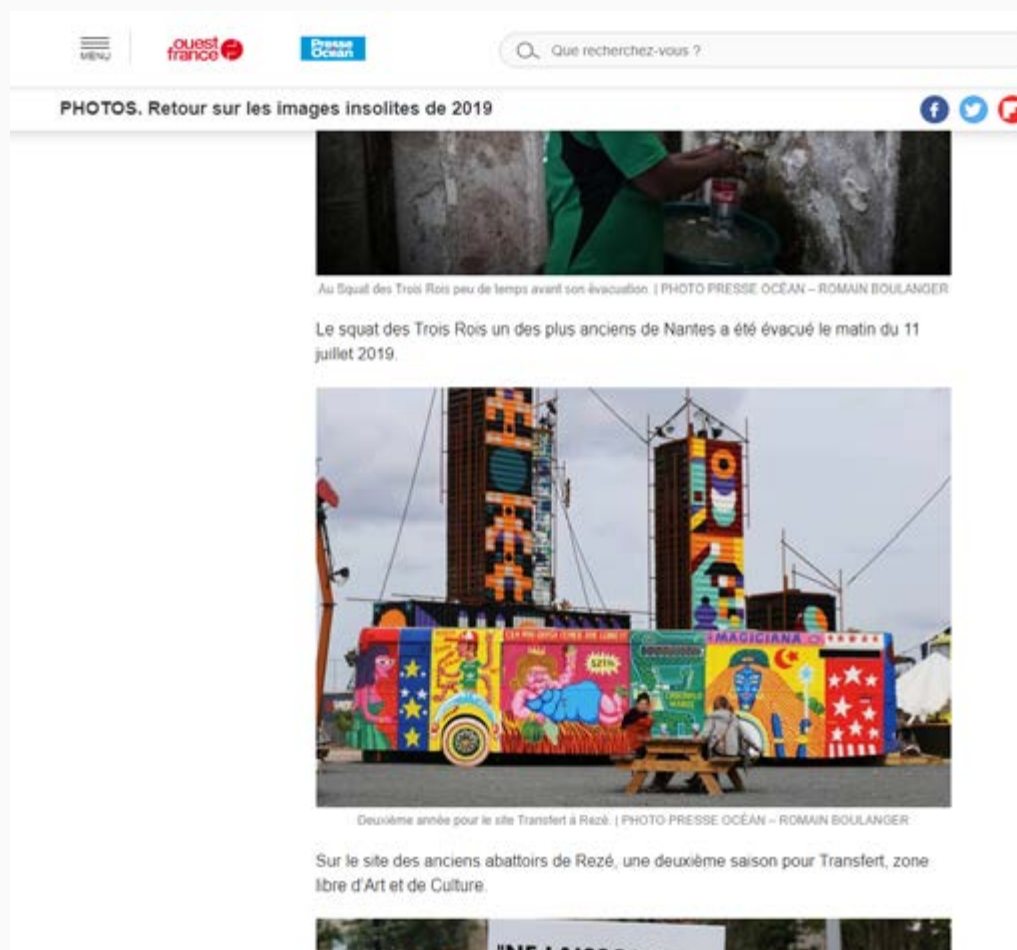 MENU
ouest
france
Presse
Océan
Que recherchez-vous ?
PHOTOS. Retour sur les images insolites de 2019
Au Squat des Trois Rois peu de temps avant son évacuation. | PHOTO PRESSE OCÉAN – ROMAIN BOULANGER
Le squat des Trois Rois un des plus anciens de Nantes a été évacué le matin du 11
juillet 2019.
MAGICIANA
Deuxième année pour le site Transfert à Rezé. | PHOTO PRESSE OCÉAN – ROMAIN BOULANGER
Sur le site des anciens abattoirs de Rezé, une deuxième saison pour Transfert, zone
libre d'Art et de Culture.